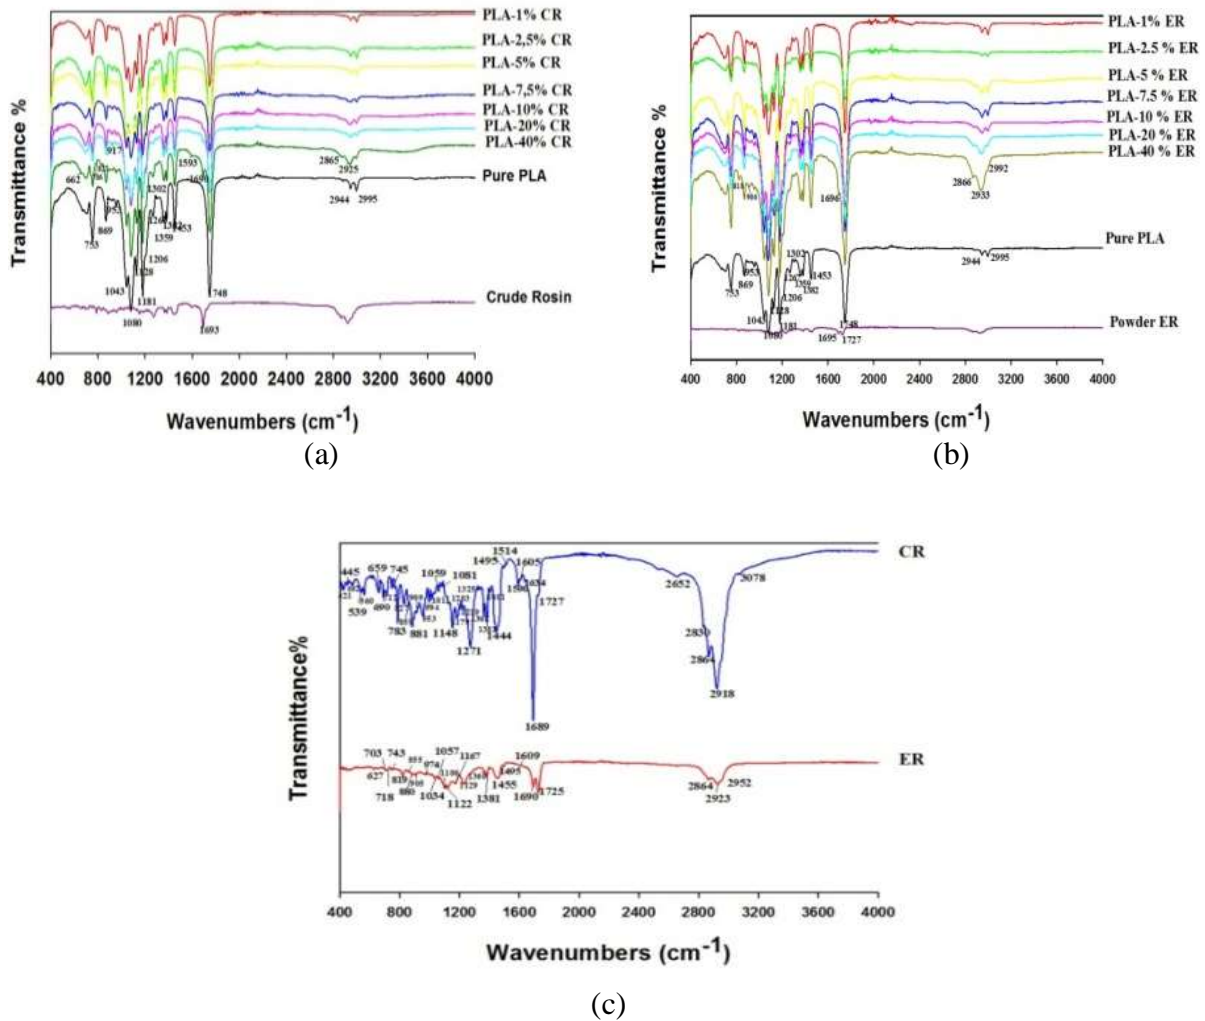 PLA-1% CR
PLA-2,5% CR
PLA-5% CR
PLA-7,5% CR
PLA-10% CR
PLA-20% CR
PLA-40% CR
Pure PLA
Crude Rosin
Transmittance %
917
1593
2865
2925
662
1302
2944 2995
869
1453
753
1359
1206
1043
1181
1080
1693
400 800 1200 1600 2000 2400 2800 3200 3600 4000
Wavenumbers (cm-1)
(a)
PLA-1% ER
PLA-2.5 % ER
PLA-5 % ER
PLA-7.5 % ER
PLA-10 % ER
PLA-20 % ER
PLA-40 % ER
Pure PLA
Powder ER
Transmittance %
2992
2866
2933
1696
1302
2944 2995
953
869
1453
753
1359
1382
1206
1043
1748
1181
1695 1727
400 800 1200 1600 2000 2400 2800 3200 3600 4000
Wavenumbers (cm-1)
(b)
CR
ER
Transmittance%
1514
1495 1605
445 659 745 1059 1081
2652 3078
539 690
1727
783 881 1148 1444
1271
2830
2864
2918
1689
703 743 1057 1167 1609
627 974
718 1034 1122 1381 1455 1690 1725
2864 2952
2923
400 800 1200 1600 2000 2400 2800 3200 3600 4000
Wavenumbers (cm-1)
(c)